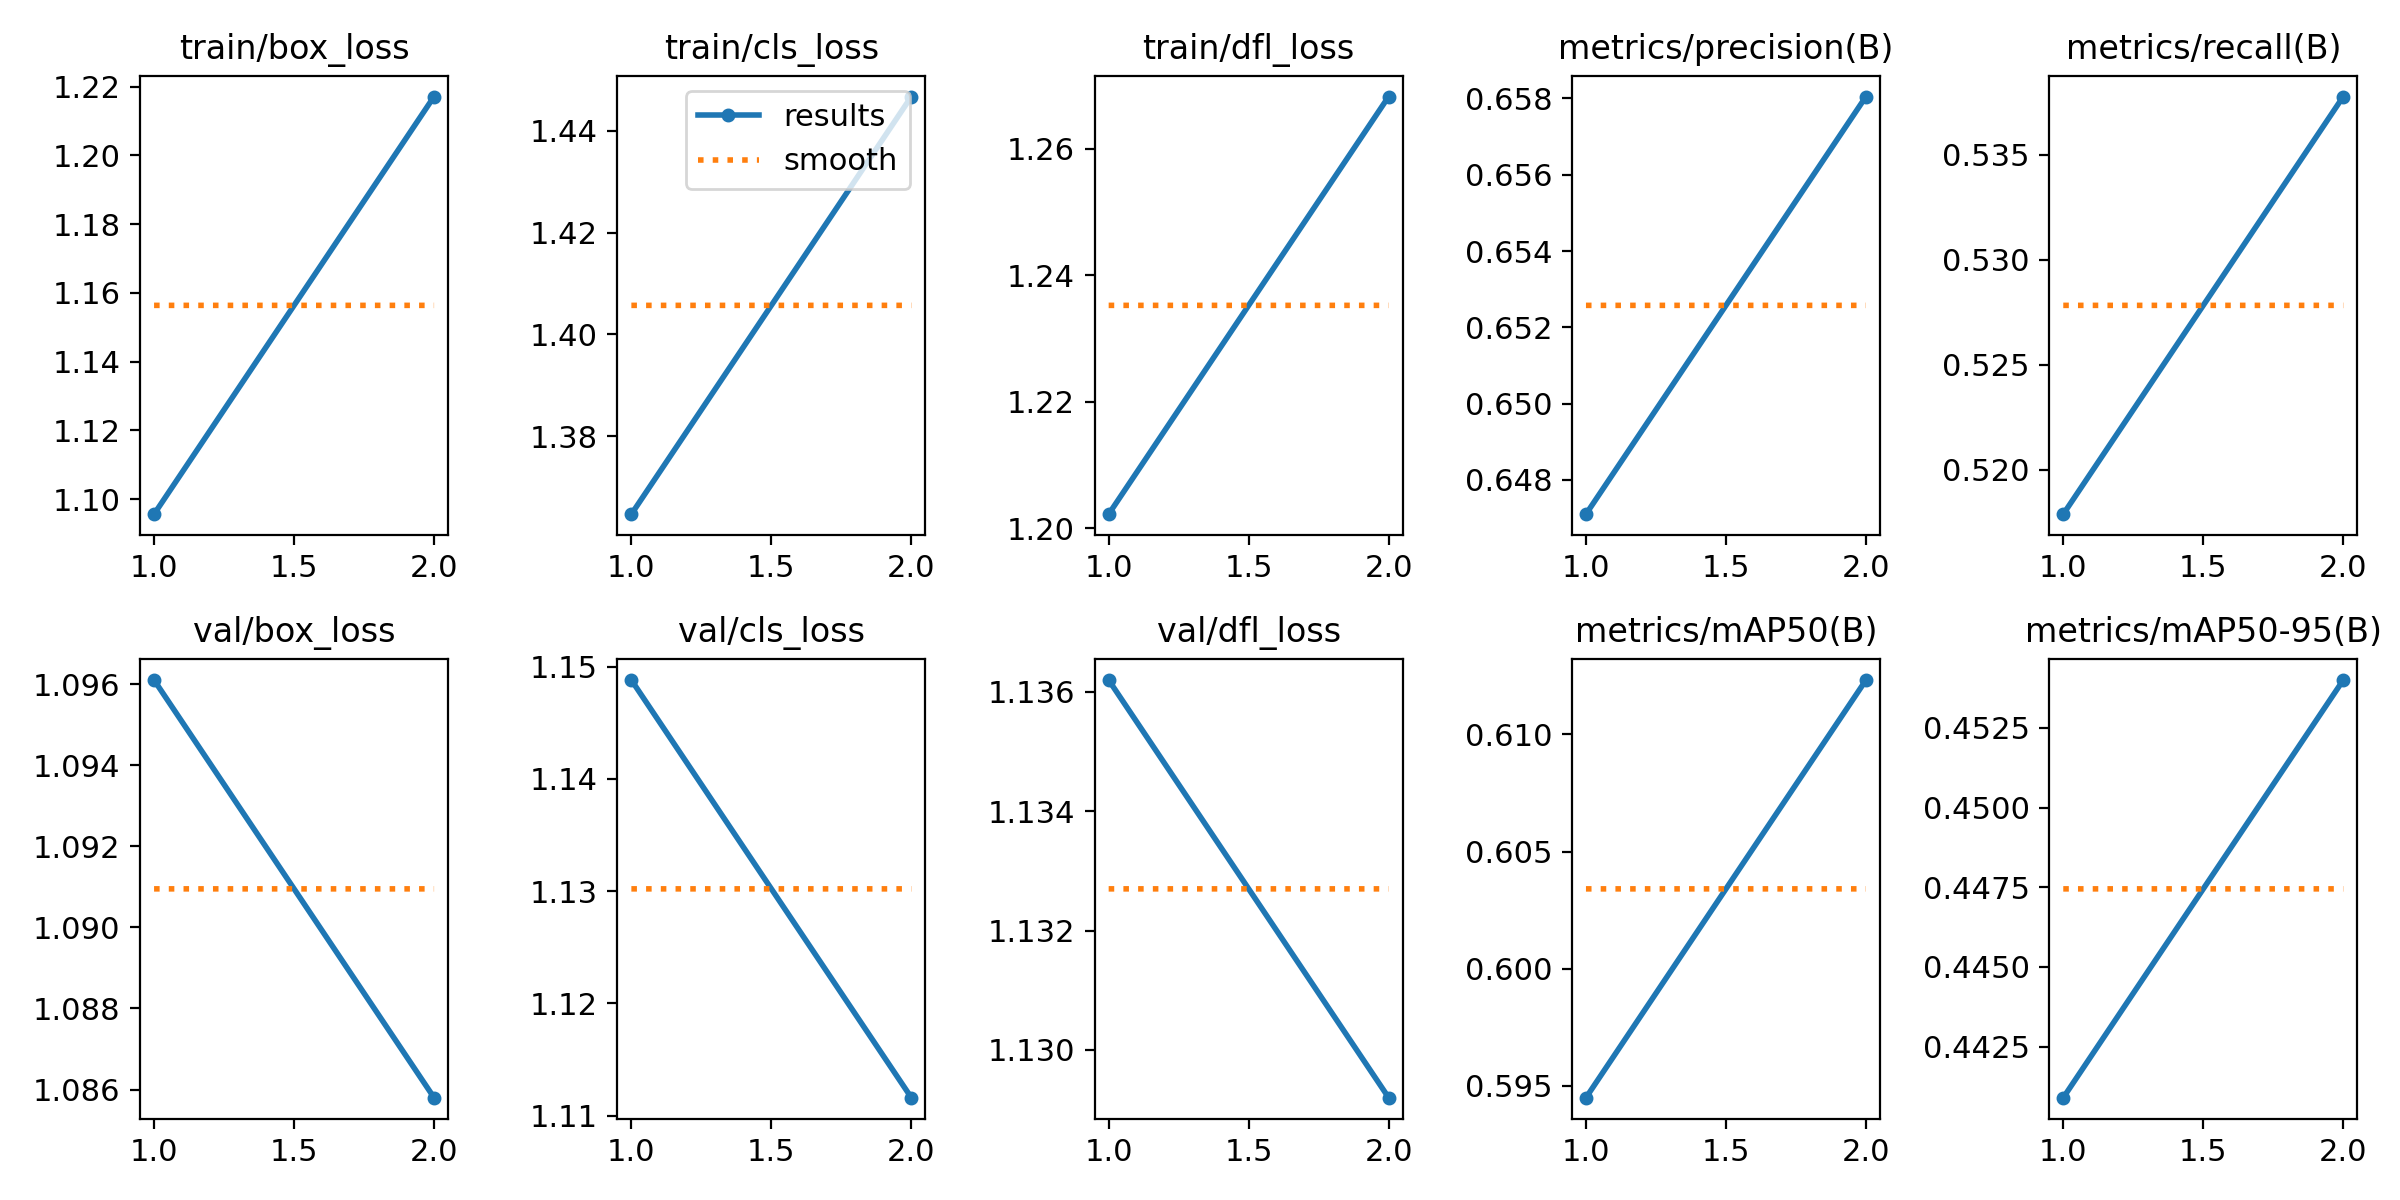 train/box_loss
1.22
1.20
1.18
1.16
1.14
1.12
1.10
1.0 1.5 2.0
train/cls_loss
results
smooth
1.44
1.42
1.40
1.38
1.0 1.5 2.0
train/dfl_loss
1.26
1.24
1.22
1.20
1.0 1.5 2.0
metrics/precision(B)
0.658
0.656
0.654
0.652
0.650
0.648
1.0 1.5 2.0
metrics/recall(B)
0.535
0.530
0.525
0.520
1.0 1.5 2.0
val/box_loss
1.096
1.094
1.092
1.090
1.088
1.086
1.0 1.5 2.0
val/cls_loss
1.15
1.14
1.13
1.12
1.11
1.0 1.5 2.0
val/dfl_loss
1.136
1.134
1.132
1.130
1.0 1.5 2.0
metrics/mAP50(B)
0.610
0.605
0.600
0.595
1.0 1.5 2.0
metrics/mAP50-95(B)
0.4525
0.4500
0.4475
0.4450
0.4425
1.0 1.5 2.0